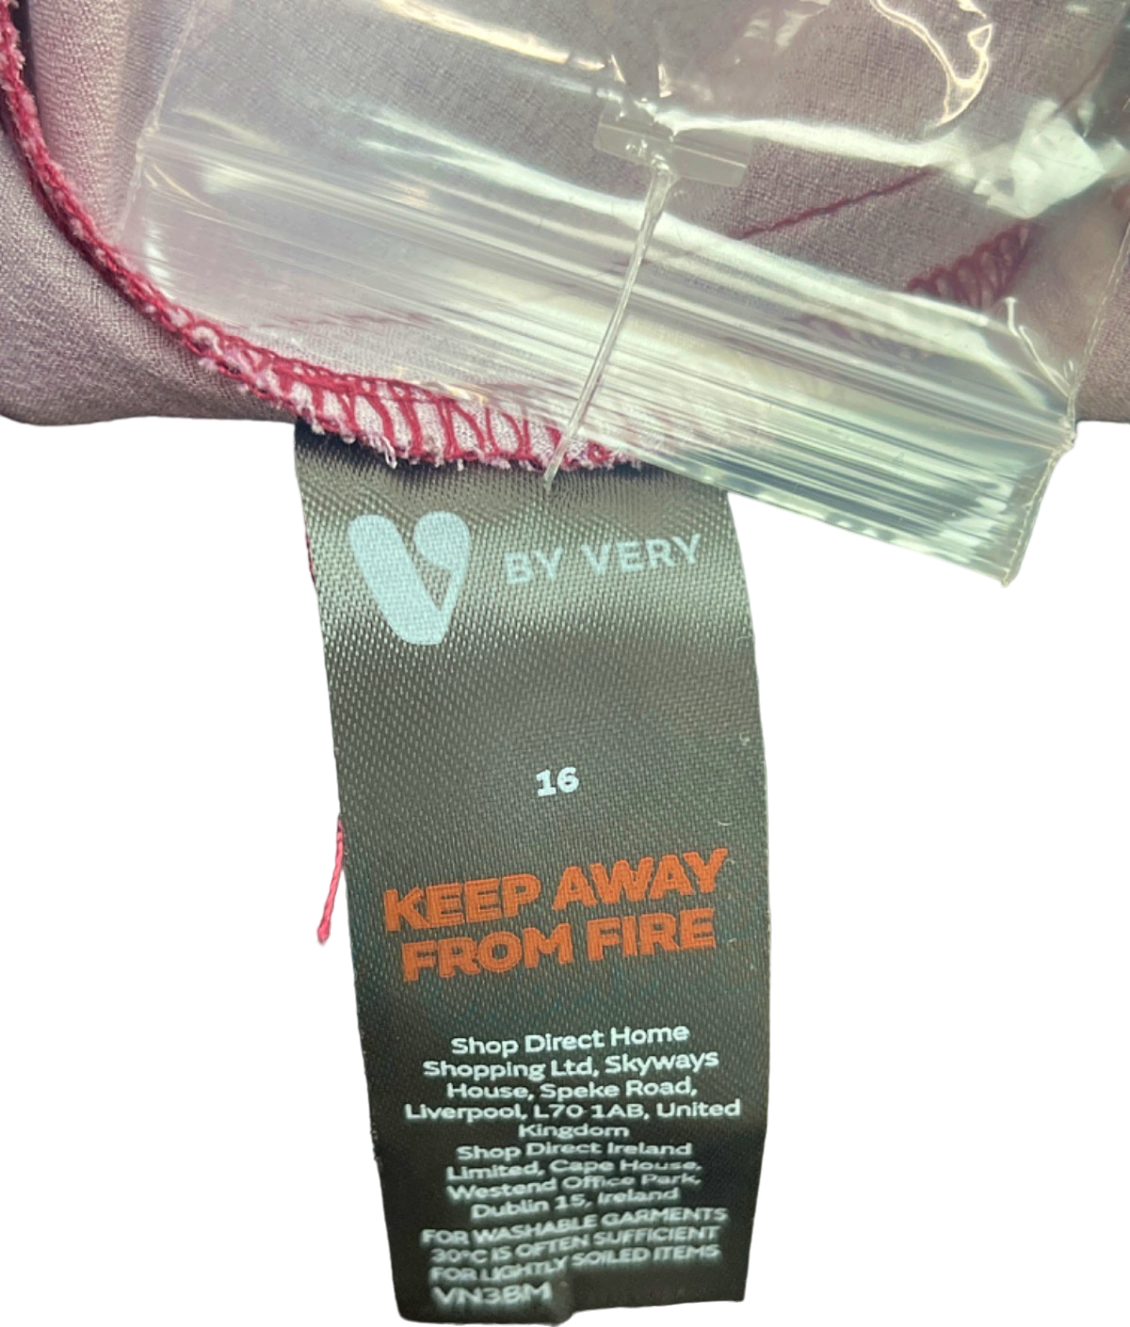 V BY VERY
16
KEEP AWAY
FROM FIRE
Shop Direct Home
Shopping Ltd, Skyways
House, Speke Road,
Liverpool, L70 1AB, United
Kingdom
Shop Direct Ireland
Limited, Cape House,
Westend Office Park,
Dublin 15, Ireland
FOR WASHABLE GARMENTS
30°C IS OFTEN SUFFICIENT
FOR LIGHTLY SOILED ITEMS
VN3BM